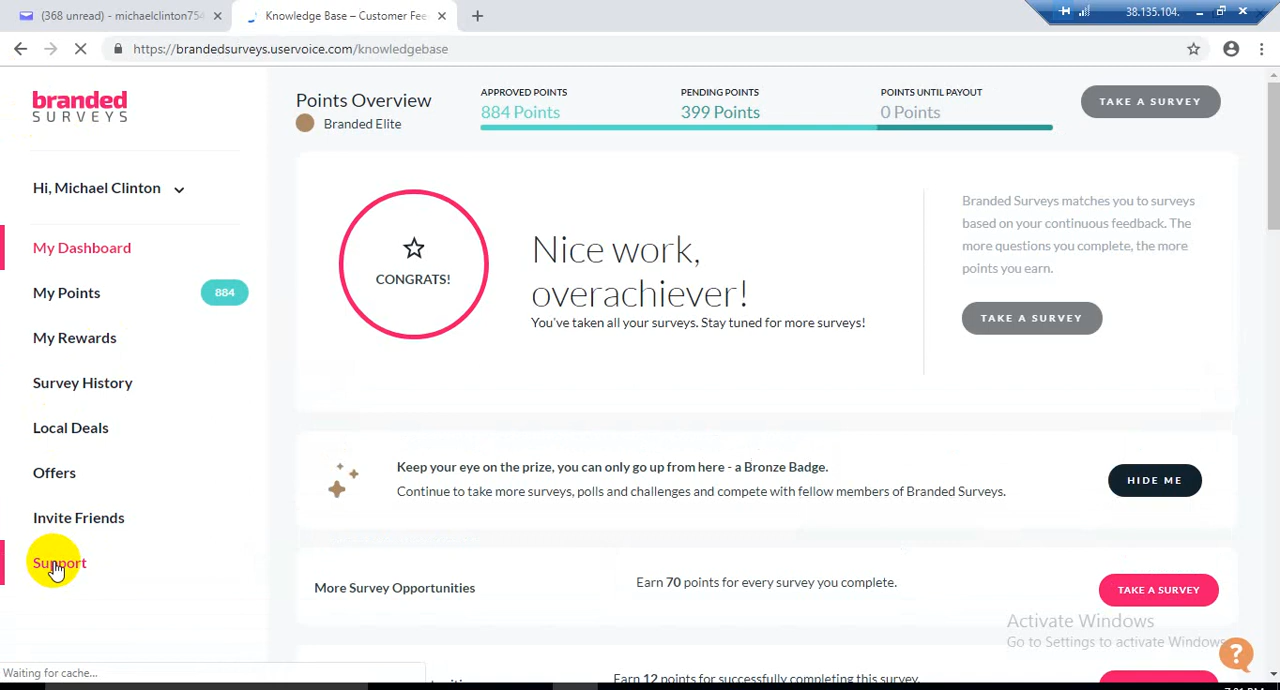 (368 unread) - michaelclinton754
Knowledge Base – Customer Fee
38.135.104.
https://brandedsurveys.uservoice.com/knowledgebase
branded
SURVEYS
Hi, Michael Clinton
My Dashboard
My Points
884
My Rewards
Survey History
Local Deals
Offers
Invite Friends
Support
Points Overview
Branded Elite
APPROVED POINTS
884 Points
PENDING POINTS
399 Points
POINTS UNTIL PAYOUT
0 Points
TAKE A SURVEY
CONGRATS!
Nice work,
overachiever!
You've taken all your surveys. Stay tuned for more surveys!
Branded Surveys matches you to surveys
based on your continuous feedback. The
more questions you complete, the more
points you earn.
TAKE A SURVEY
Keep your eye on the prize, you can only go up from here - a Bronze Badge.
Continue to take more surveys, polls and challenges and compete with fellow members of Branded Surveys.
HIDE ME
More Survey Opportunities
Earn 70 points for every survey you complete.
TAKE A SURVEY
Activate Windows
Go to Settings to activate Windows
?
Earn 12 points for successfully completing this survey.
Waiting for cache...